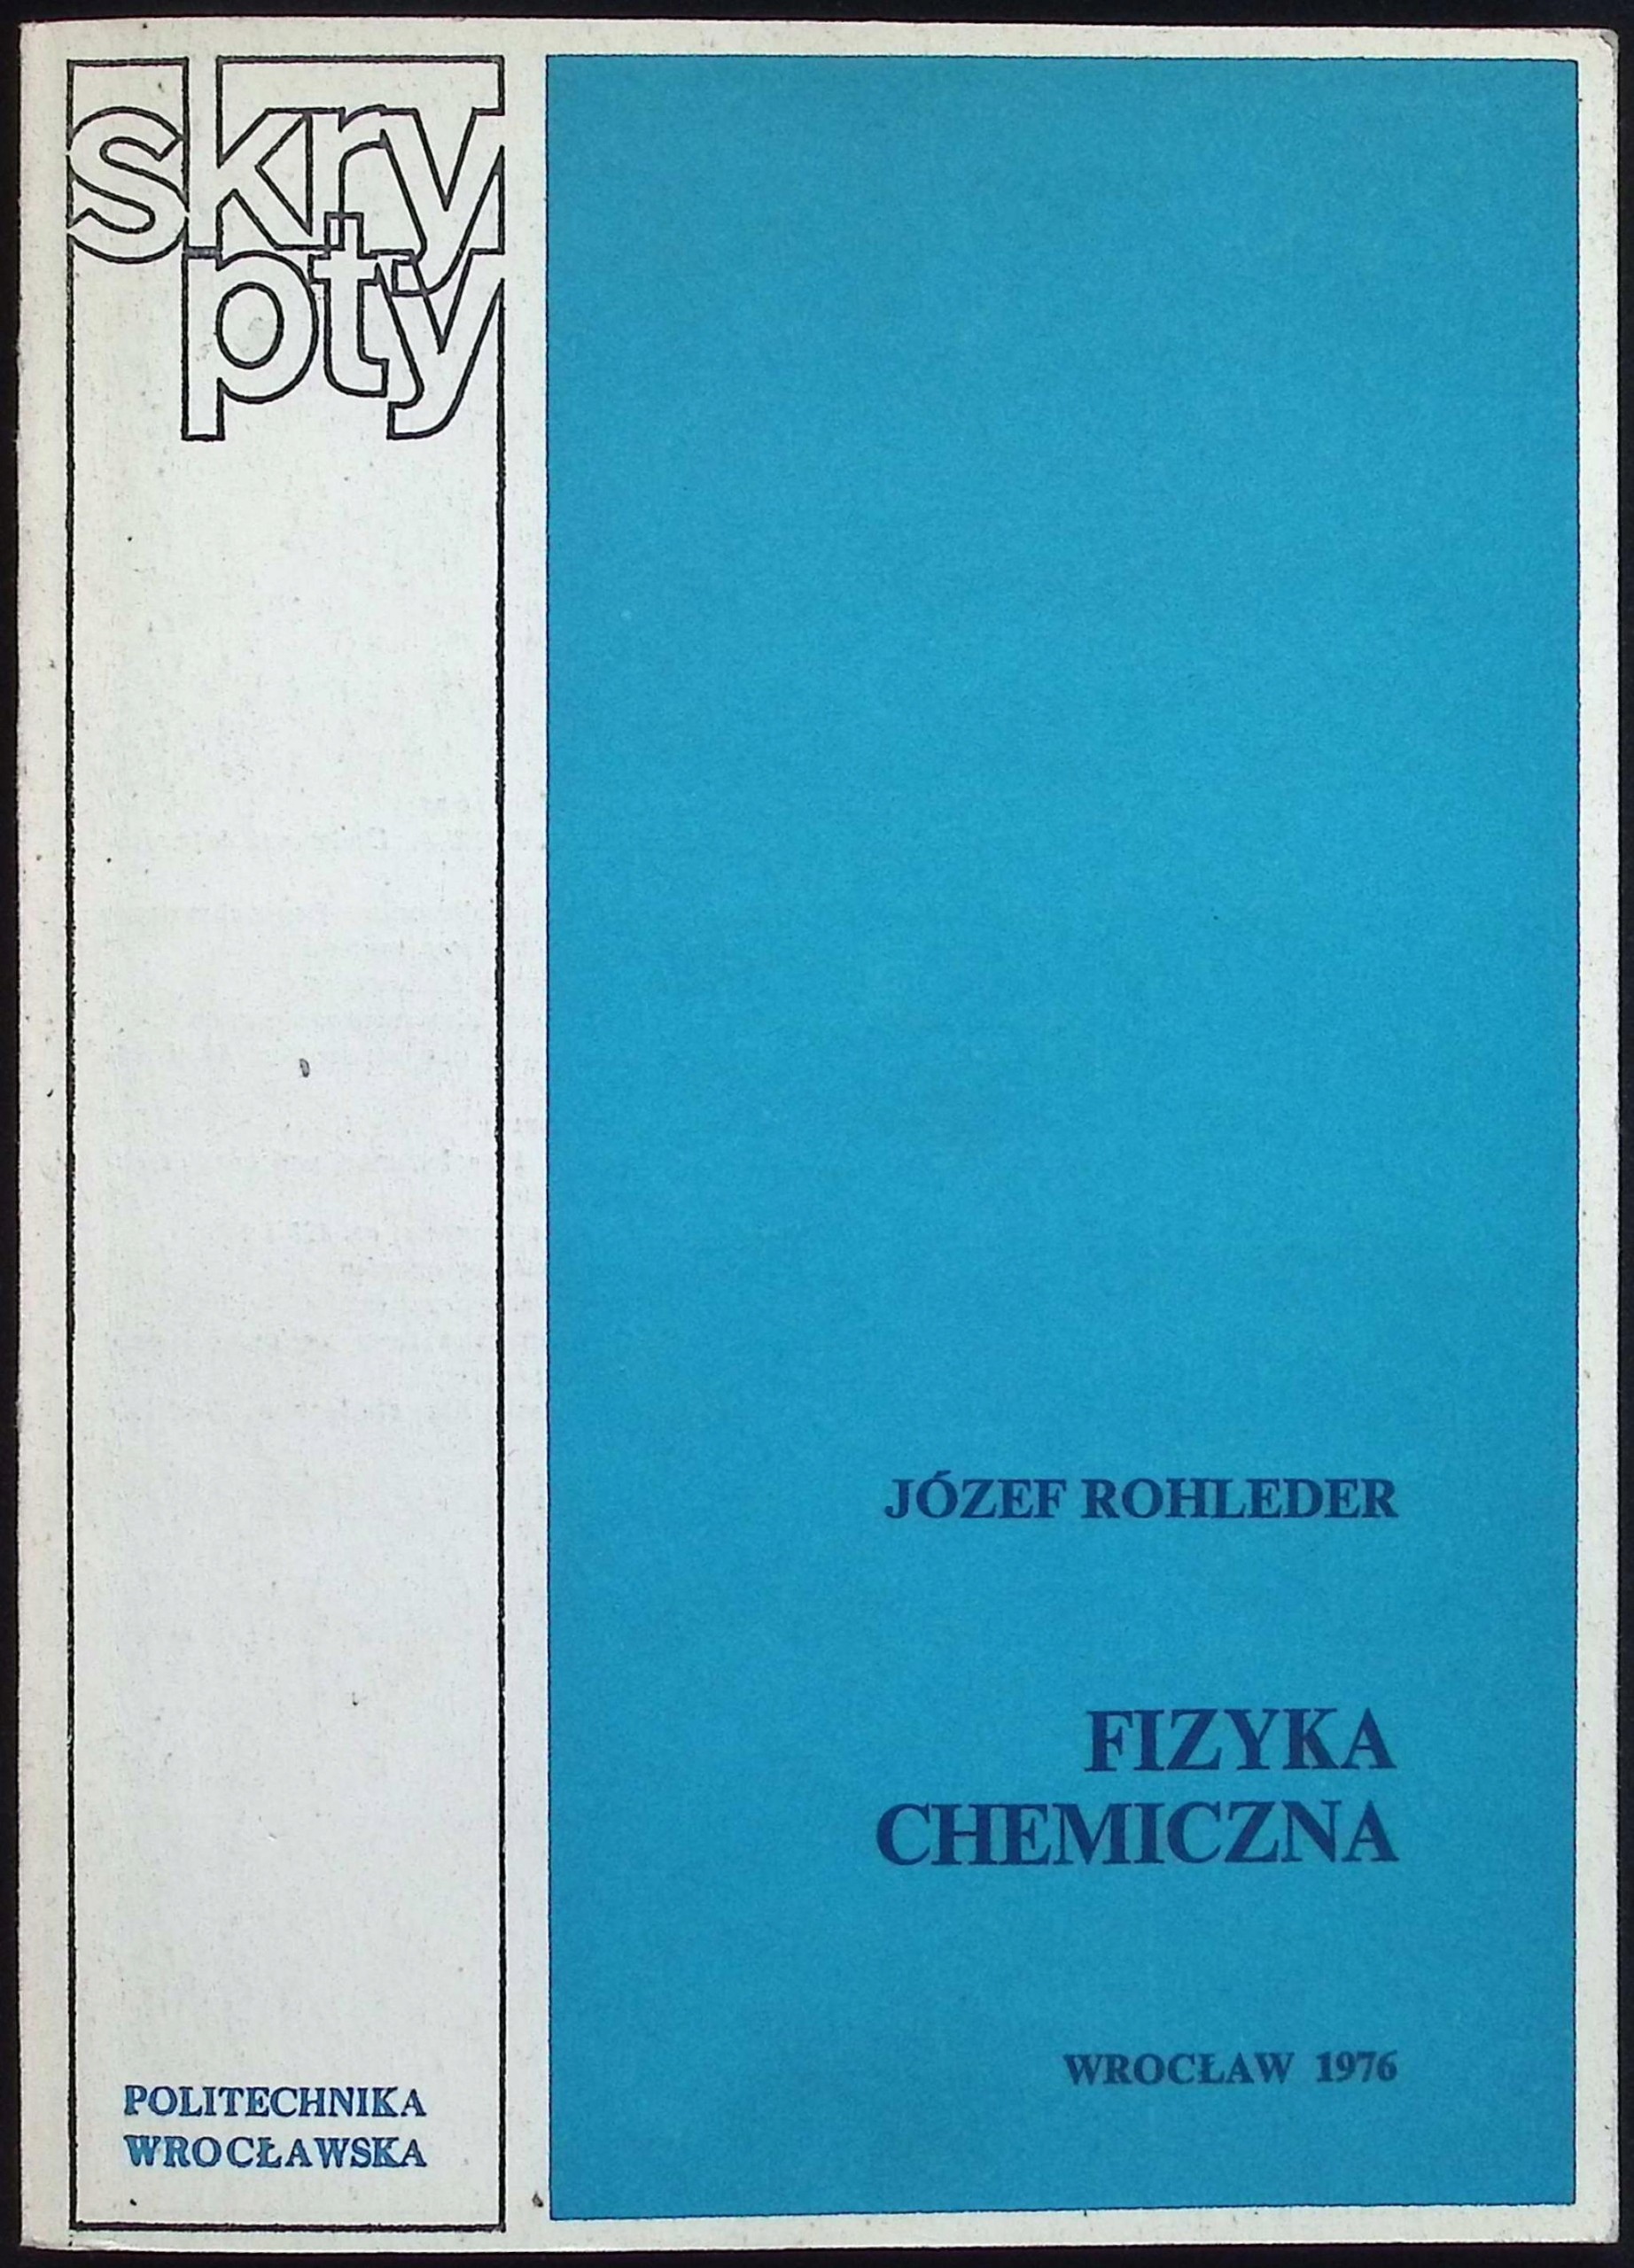 skry
pty
JÓZEF ROHLEDER
FIZYKA
CHEMICZNA
WROCŁAW 1976
POLITECHNIKA
WROCŁAWSKA